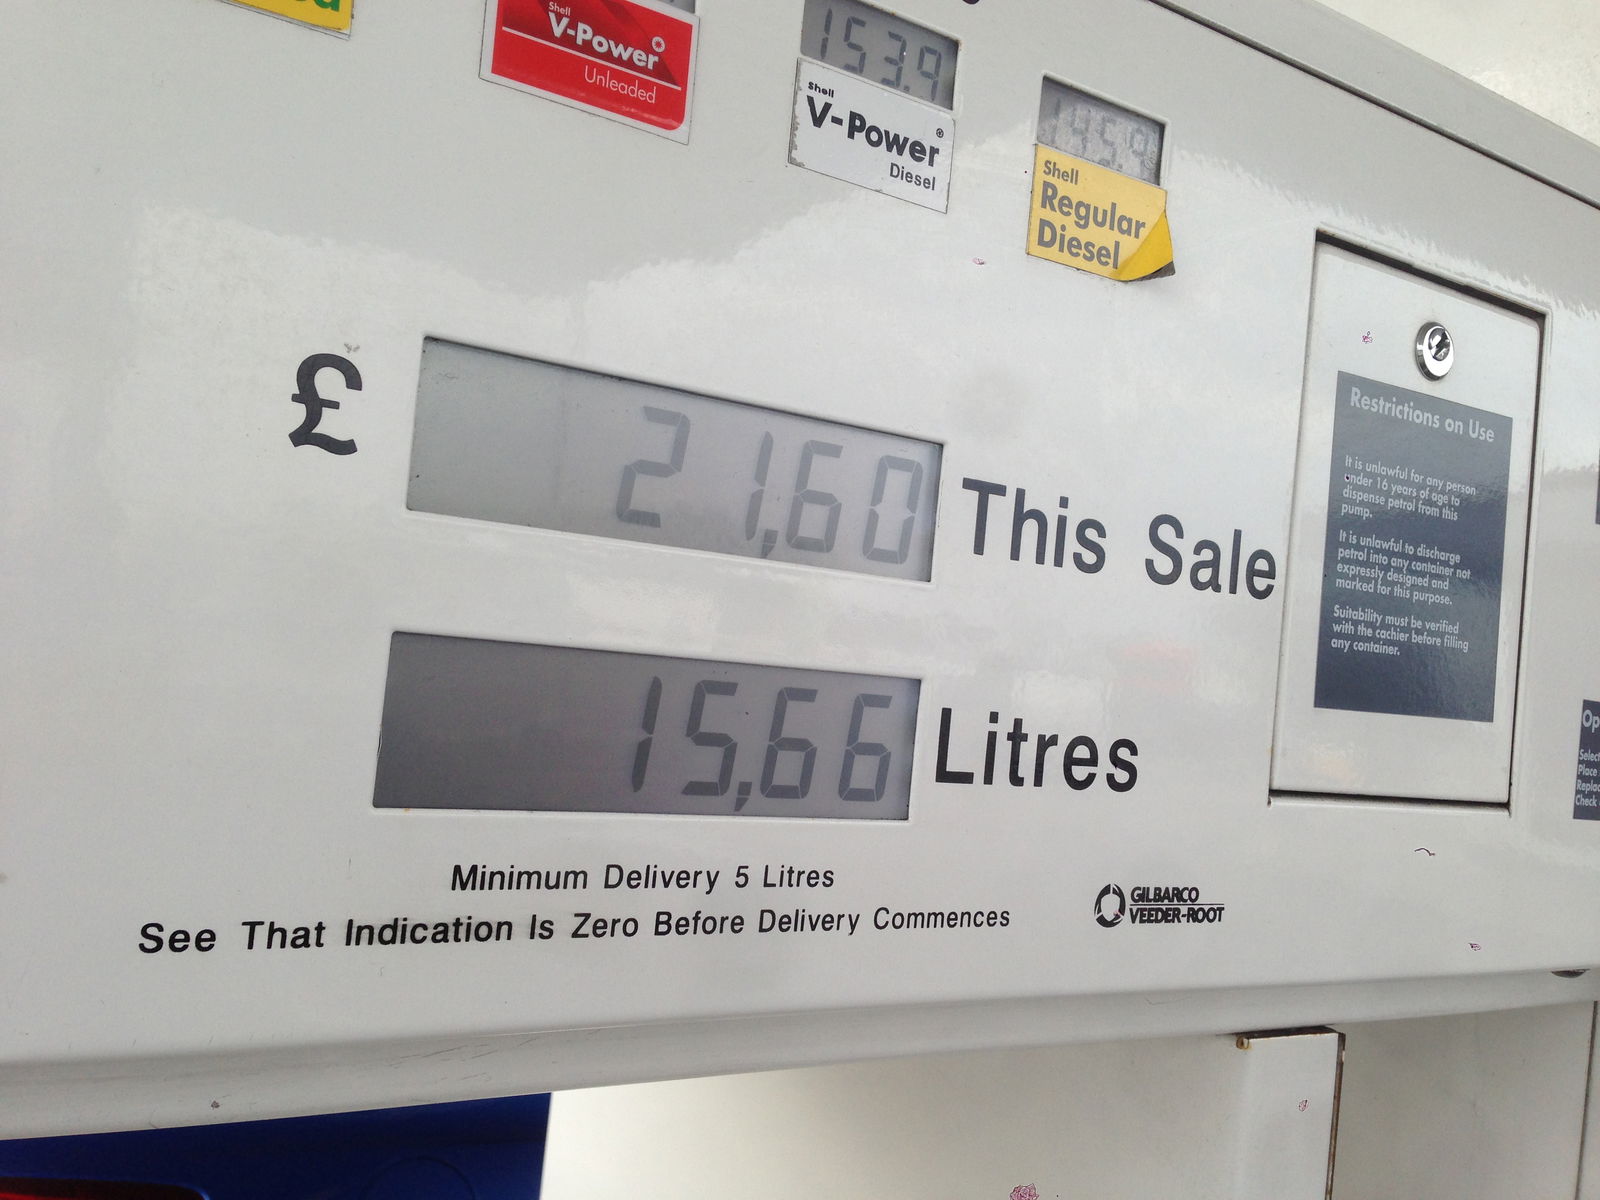 Shell
V-Power
Unleaded
153.9
Shell
V-Power
Diesel
145.9
Shell
Regular
Diesel
£ 21,60 This Sale
15,66 Litres
Minimum Delivery 5 Litres
See That Indication Is Zero Before Delivery Commences
GILBARCO
VEEDER-ROOT
Restrictions on Use
It is unlawful for any person
under 16 years of age to
dispense petrol from this
pump.
It is unlawful to discharge
petrol into any container not
expressly designed and
marked for this purpose.
Suitability must be verified
with the cachier before filling
any container.
Place
Check